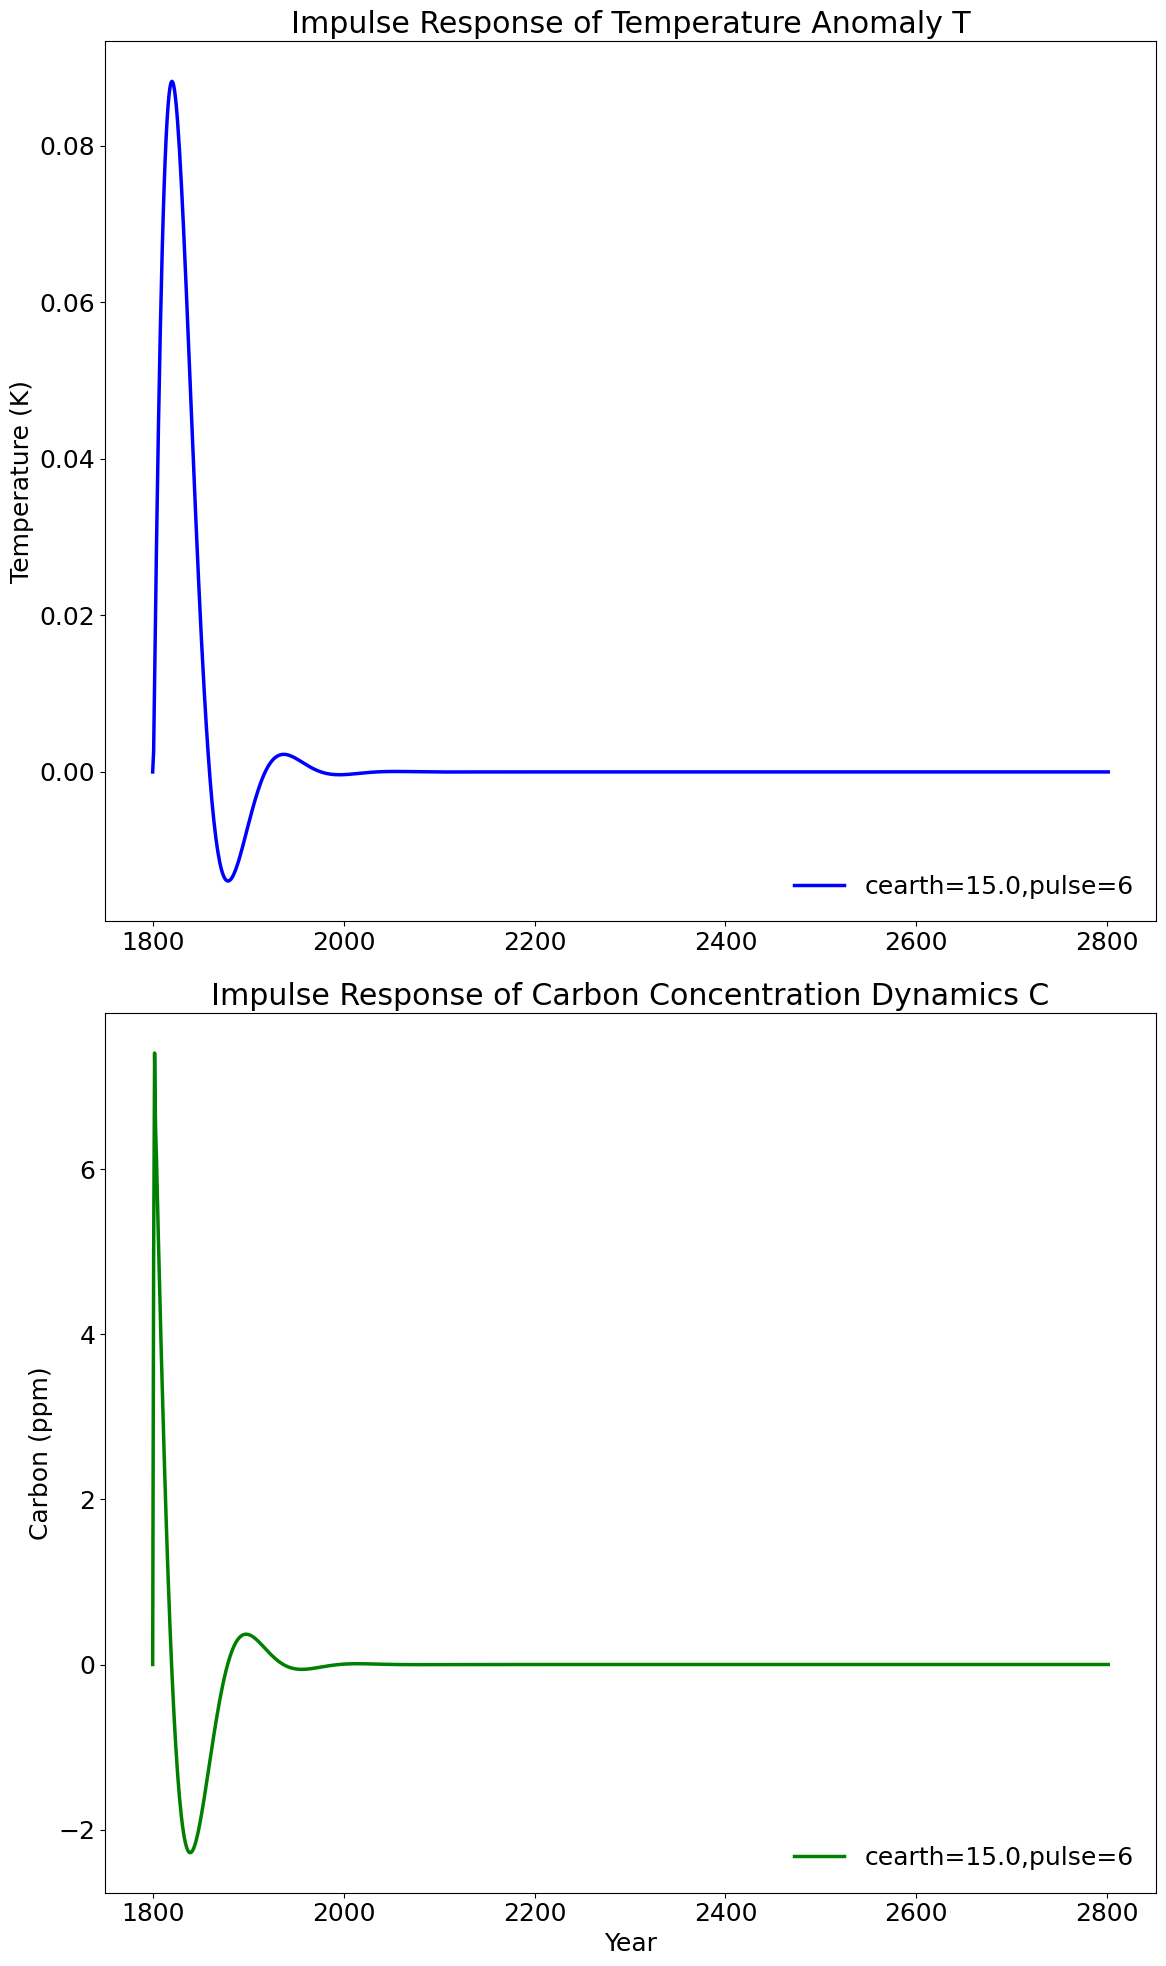 Impulse Response of Temperature Anomaly T
Temperature (K)
0.08
0.06
0.04
0.02
0.00
cearth=15.0,pulse=6
1800 2000 2200 2400 2600 2800
Impulse Response of Carbon Concentration Dynamics C
Carbon (ppm)
6
4
2
0
−2
cearth=15.0,pulse=6
1800 2000 2200 2400 2600 2800
Year